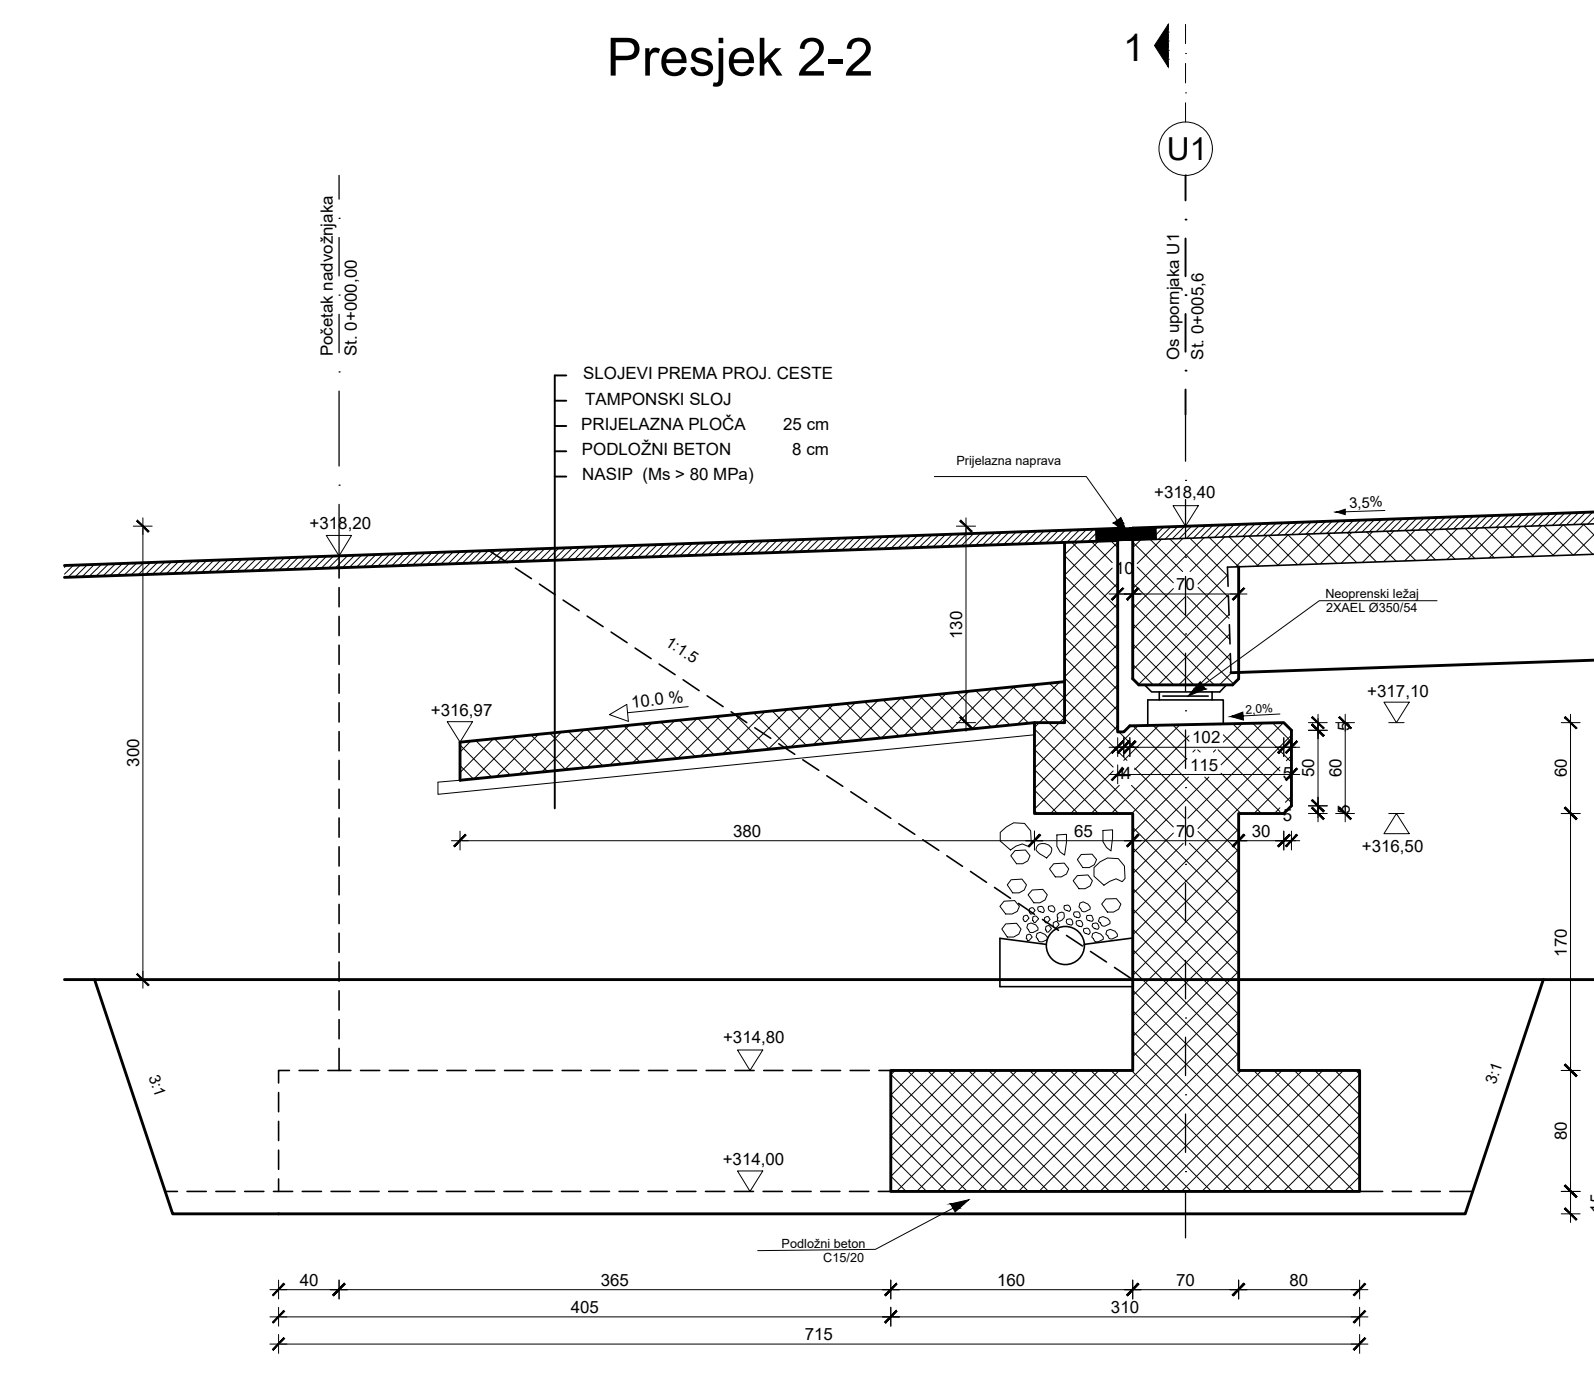 Presjek 2-2
1
U1
Početak nadvožnjaka
St. 0+000,00
Os upornjaka U1
St. 0+005,6
SLOJEVI PREMA PROJ. CESTE
TAMPONSKI SLOJ
PRIJELAZNA PLOČA 25 cm
PODLOŽNI BETON 8 cm
NASIP (Ms > 80 MPa)
Prijelazna naprava
+318,20
+318,40
3,5%
10
70
Neoprenski ležaj
2XAEL Ø350/54
130
1:1.5
10.0 %
+316,97
+317,10
2,0%
300
102
5
50
60
60
4
115
5
5
5
380
65
70
30
+316,50
170
+314,80
3:1
3:1
80
+314,00
15
Podložni beton
C15/20
40
365
160
70
80
405
310
715